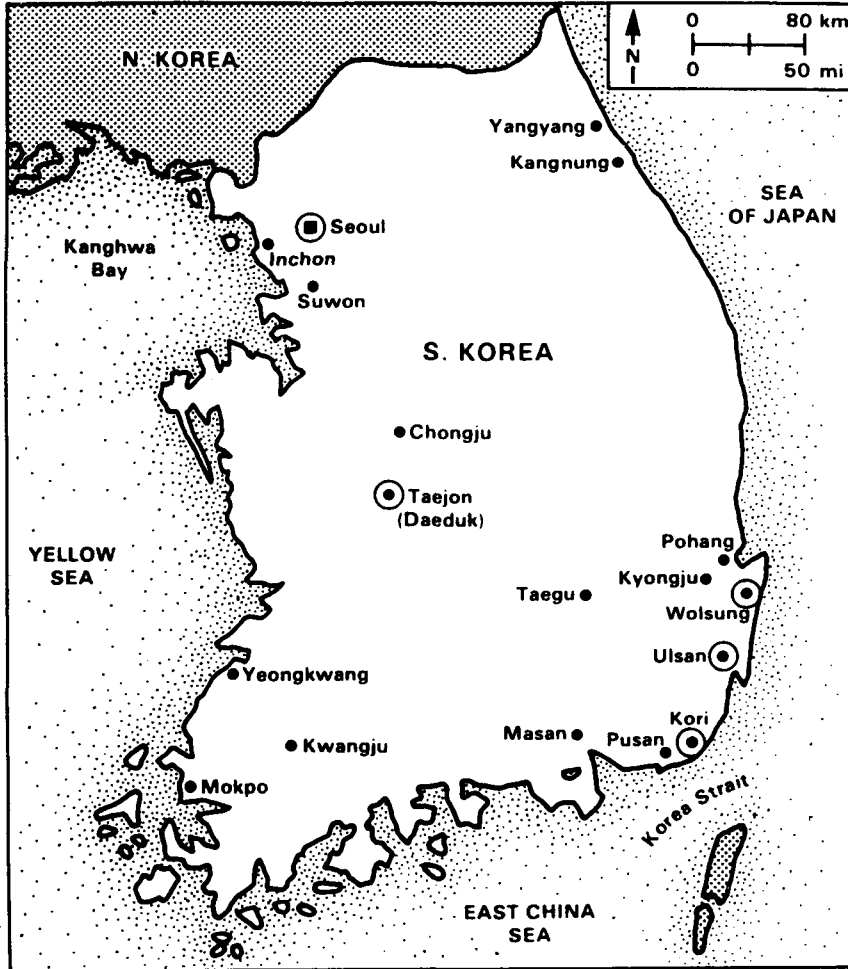 N. KOREA
N
0 80 km
0 50 mi
Yangyang
Kangnung
SEA
OF JAPAN
Seoul
Inchon
Kanghwa
Bay
Suwon
S. KOREA
Chongju
Taejon
(Daeduk)
YELLOW
SEA
Pohang
Kyongju
Taegu
Wolsung
Ulsan
Yeongkwang
Kori
Masan
Pusan
Kwangju
Mokpo
Korea Strait
EAST CHINA
SEA